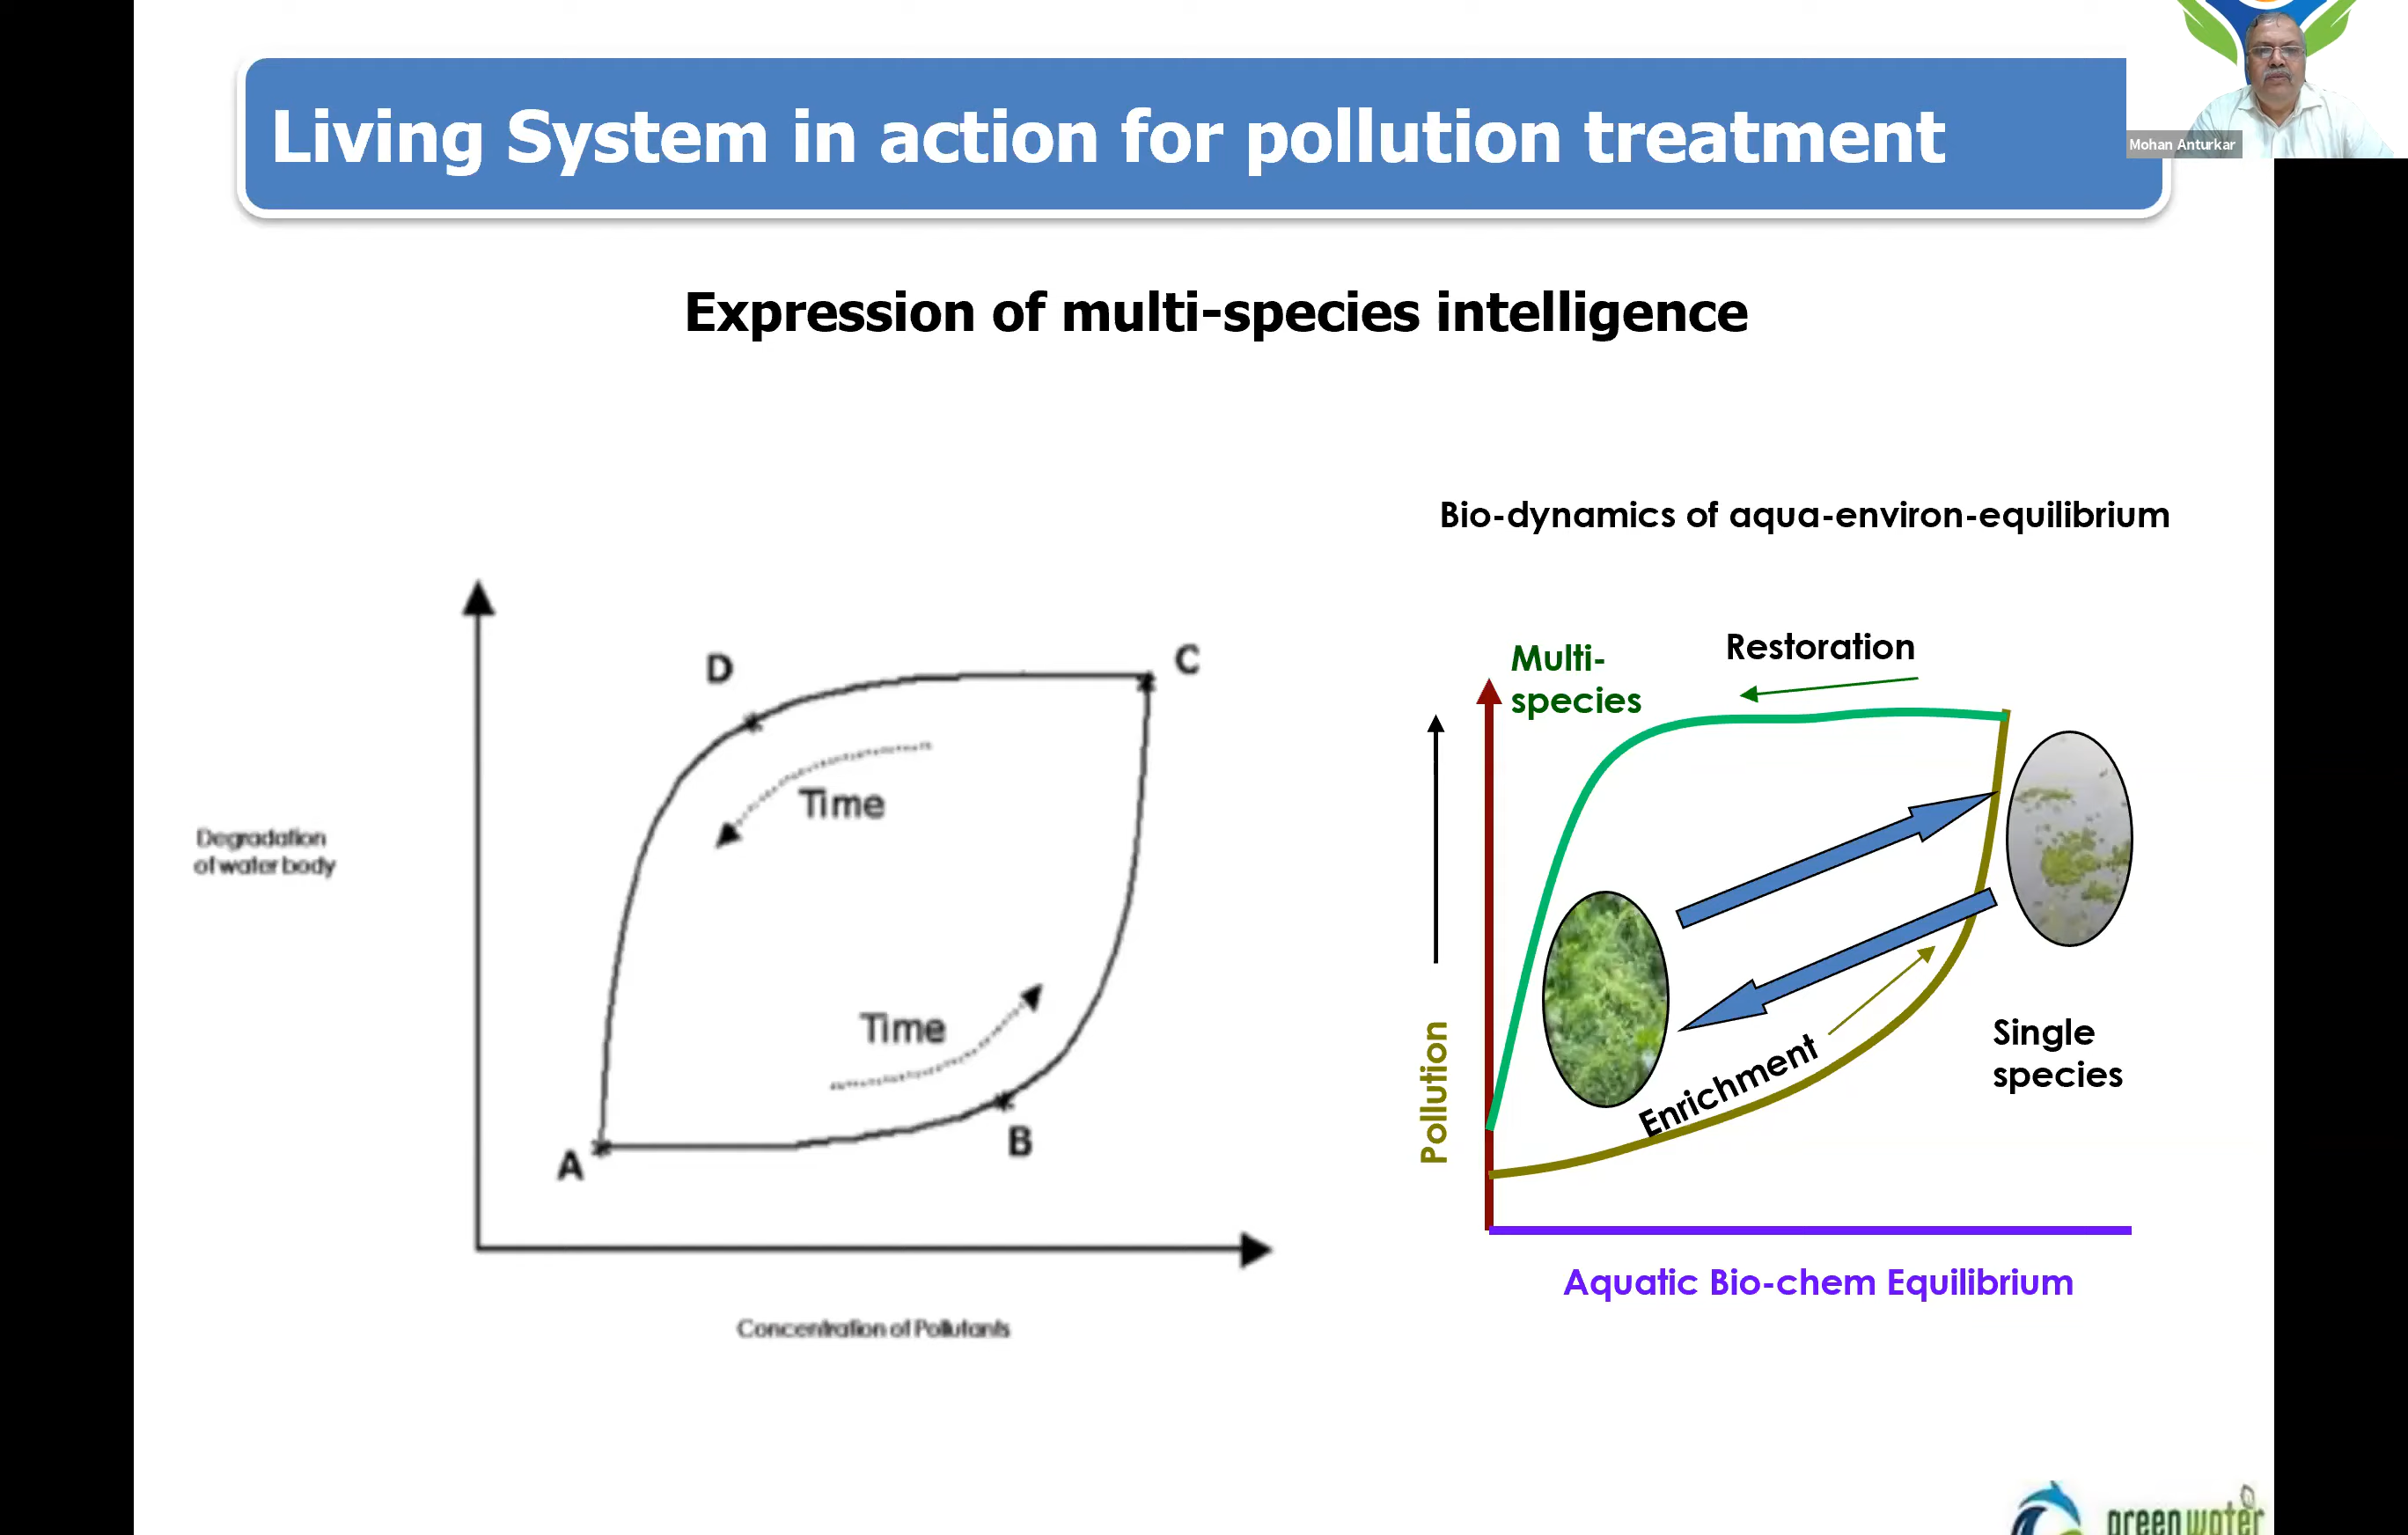 Living System in action for pollution treatment
Mohan Anturkar
Expression of multi-species intelligence
Degradation
of water body
D
C
Time
Time
A
B
Concentration of Pollutants
Bio-dynamics of aqua-environ-equilibrium
Multi-
species
Restoration
Pollution
Enrichment
Single
species
Aquatic Bio-chem Equilibrium
greenwater